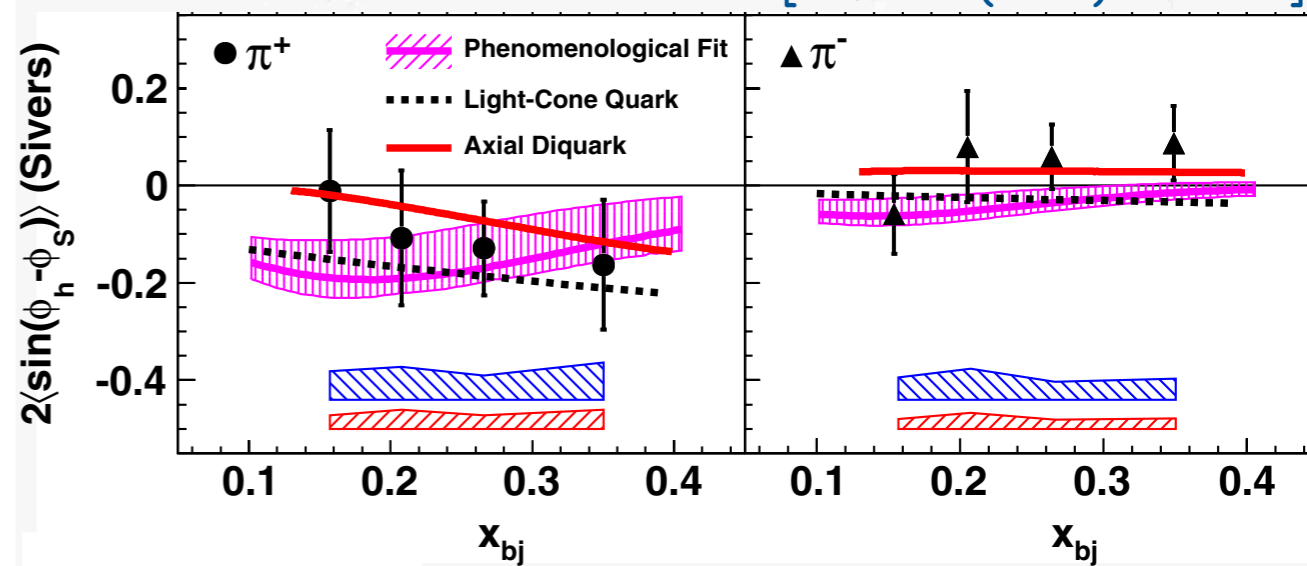 π+
Phenomenological Fit
Light-Cone Quark
Axial Diquark
π-
2⟨sin(ϕh-ϕS)⟩ (Sivers)
0.2
0
-0.2
-0.4
0.1 0.2 0.3 0.4
0.1 0.2 0.3 0.4
xbj
xbj